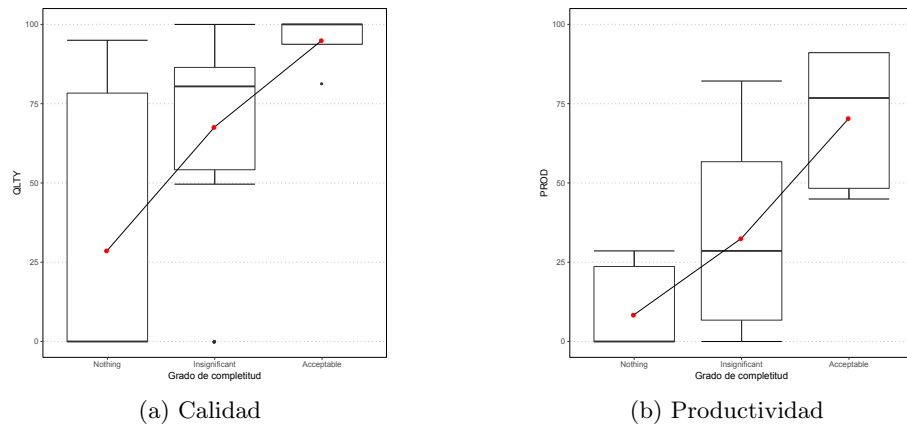 100
75
50
25
0
QLTY
Nothing
Insignificant
Acceptable
Grado de completitud
(a) Calidad
100
75
50
25
0
PROD
Nothing
Insignificant
Acceptable
Grado de completitud
(b) Productividad